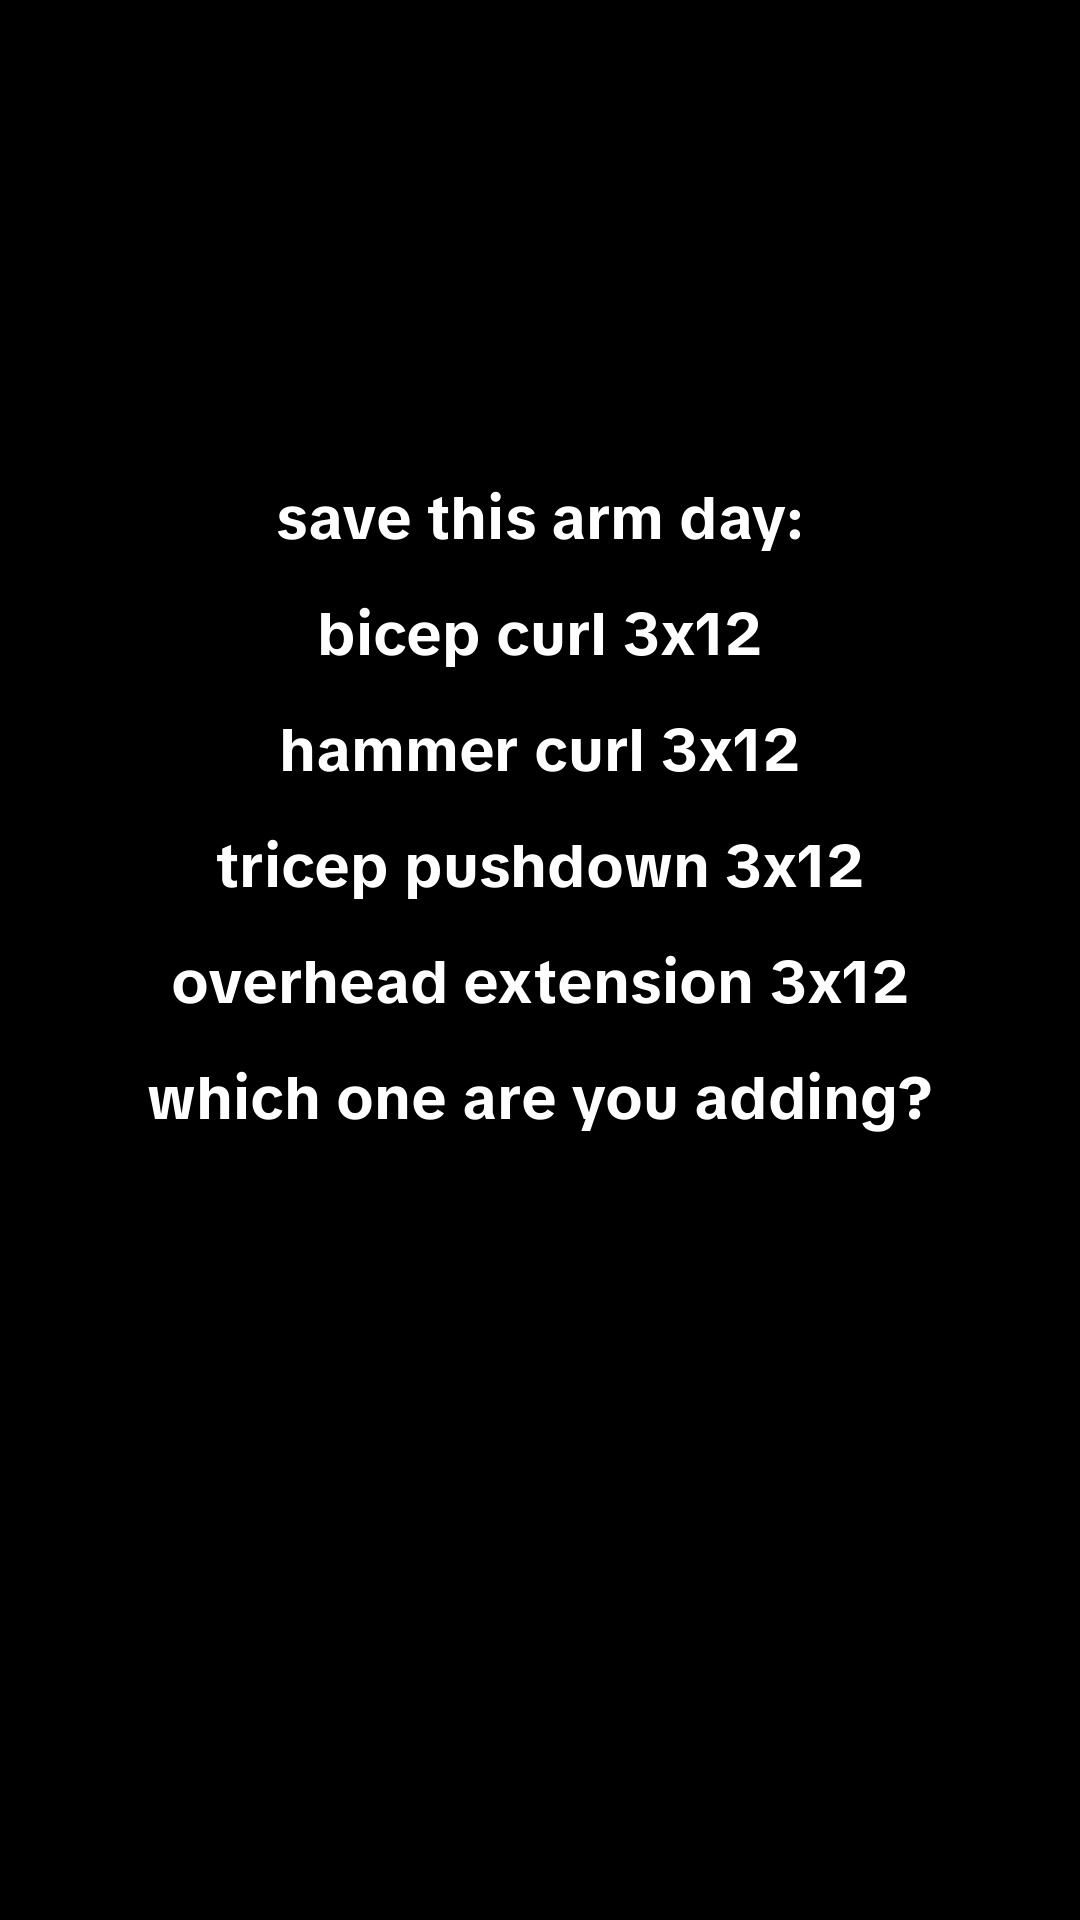 save this arm day:
bicep curl 3x12
hammer curl 3x12
tricep pushdown 3x12
overhead extension 3x12
which one are you adding?